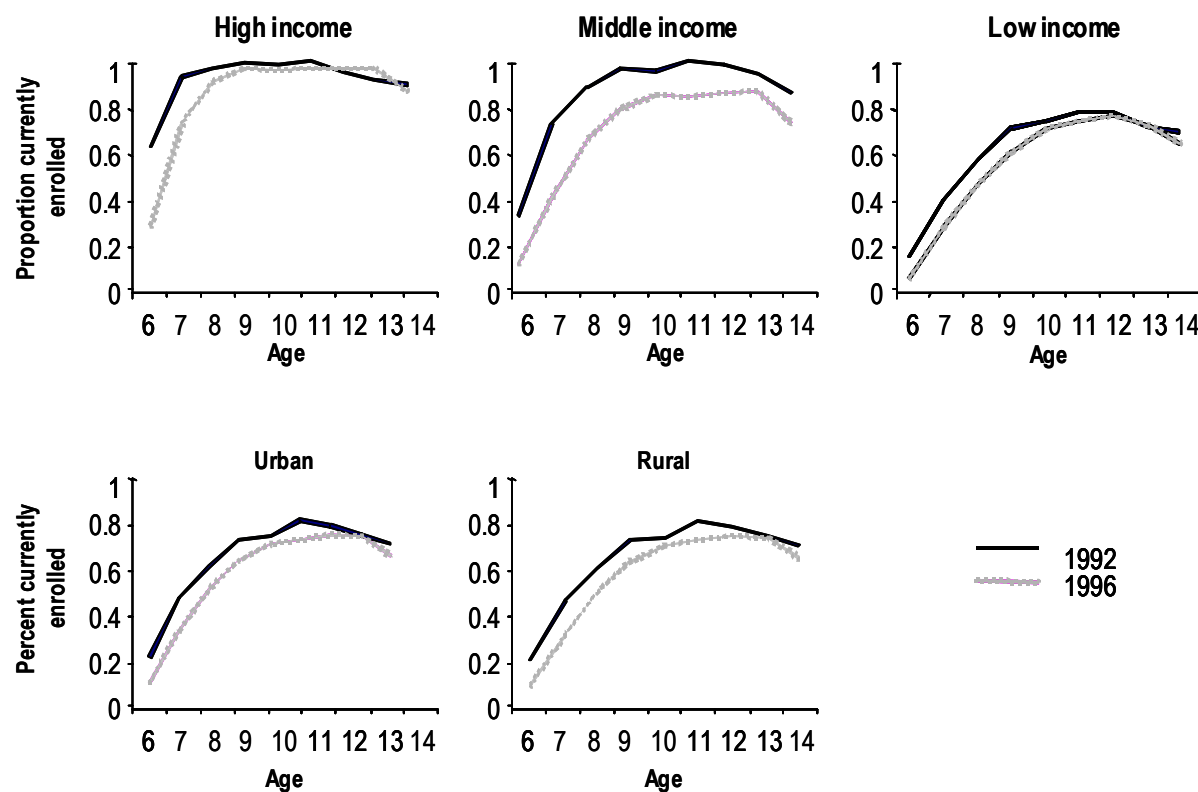 High income
Middle income
Low income
Proportion currently
enrolled
1
0.8
0.6
0.4
0.2
0
6 7 8 9 10 11 12 13 14
Age
1
0.8
0.6
0.4
0.2
0
6 7 8 9 10 11 12 13 14
Age
1
0.8
0.6
0.4
0.2
0
6 7 8 9 10 11 12 13 14
Age
Urban
Rural
Percent currently
enrolled
1
0.8
0.6
0.4
0.2
0
6 7 8 9 10 11 12 13 14
Age
1
0.8
0.6
0.4
0.2
0
6 7 8 9 10 11 12 13 14
Age
1992
1996